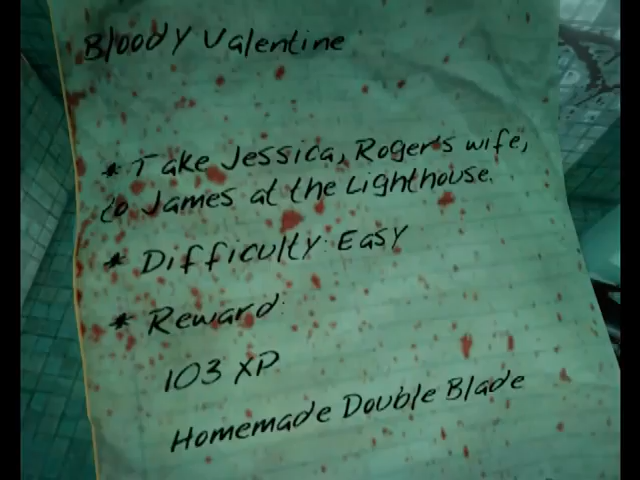 Bloody Valentine
* Take Jessica, Roger's wife,
to James at the Lighthouse.
* Difficulty: Easy
* Reward:
103 XP
Homemade Double Blade